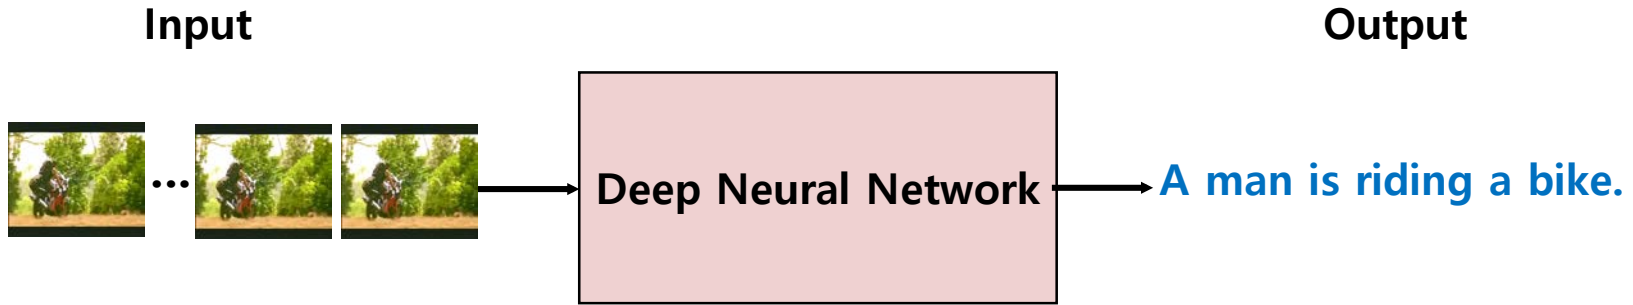 Input
Output
...
Deep Neural Network
A man is riding a bike.